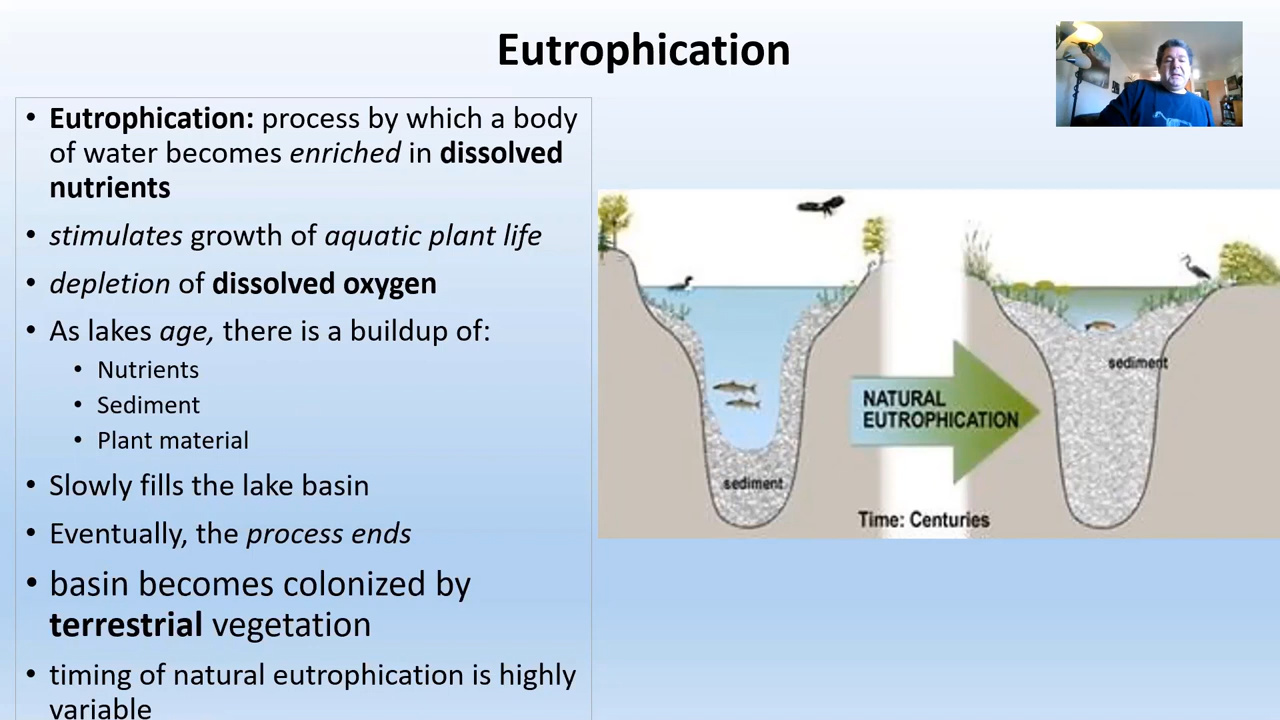 Eutrophication
• Eutrophication: process by which a body
of water becomes enriched in dissolved
nutrients
• stimulates growth of aquatic plant life
• depletion of dissolved oxygen
• As lakes age, there is a buildup of:
• Nutrients
• Sediment
• Plant material
• Slowly fills the lake basin
• Eventually, the process ends
• basin becomes colonized by
terrestrial vegetation
• timing of natural eutrophication is highly
variable
sediment
NATURAL
EUTROPHICATION
Time: Centuries
sediment